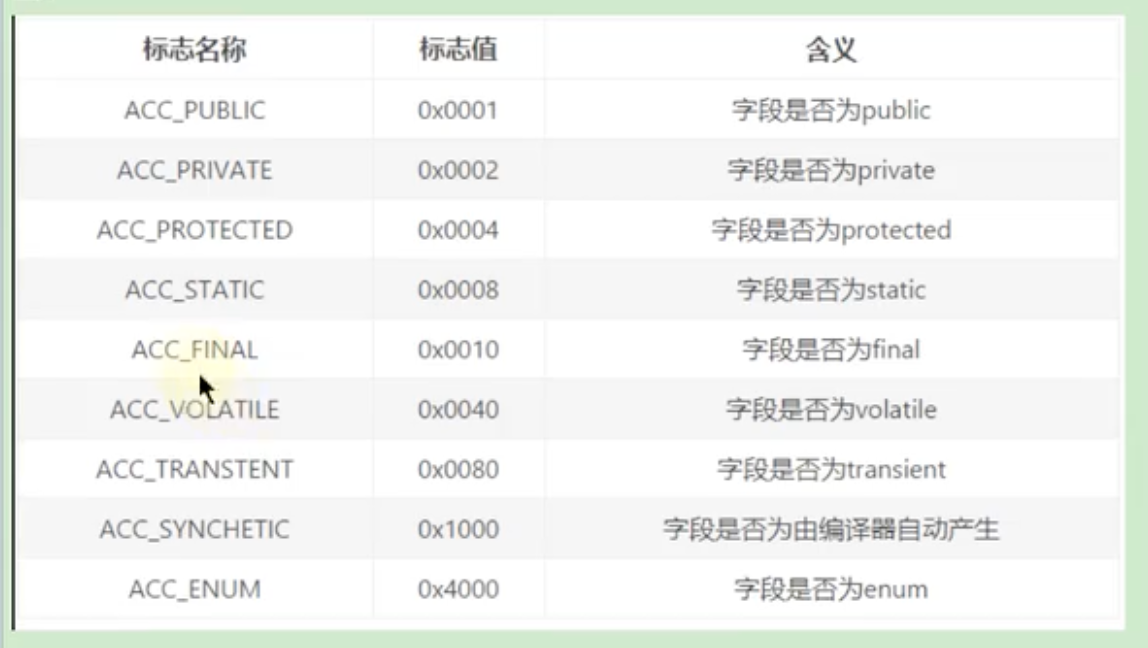 标志名称 标志值 含义
ACC_PUBLIC 0x0001 字段是否为public
ACC_PRIVATE 0x0002 字段是否为private
ACC_PROTECTED 0x0004 字段是否为protected
ACC_STATIC 0x0008 字段是否为static
ACC_FINAL 0x0010 字段是否为final
ACC_VOLATILE 0x0040 字段是否为volatile
ACC_TRANSTENT 0x0080 字段是否为transient
ACC_SYNCHETIC 0x1000 字段是否为由编译器自动产生
ACC_ENUM 0x4000 字段是否为enum